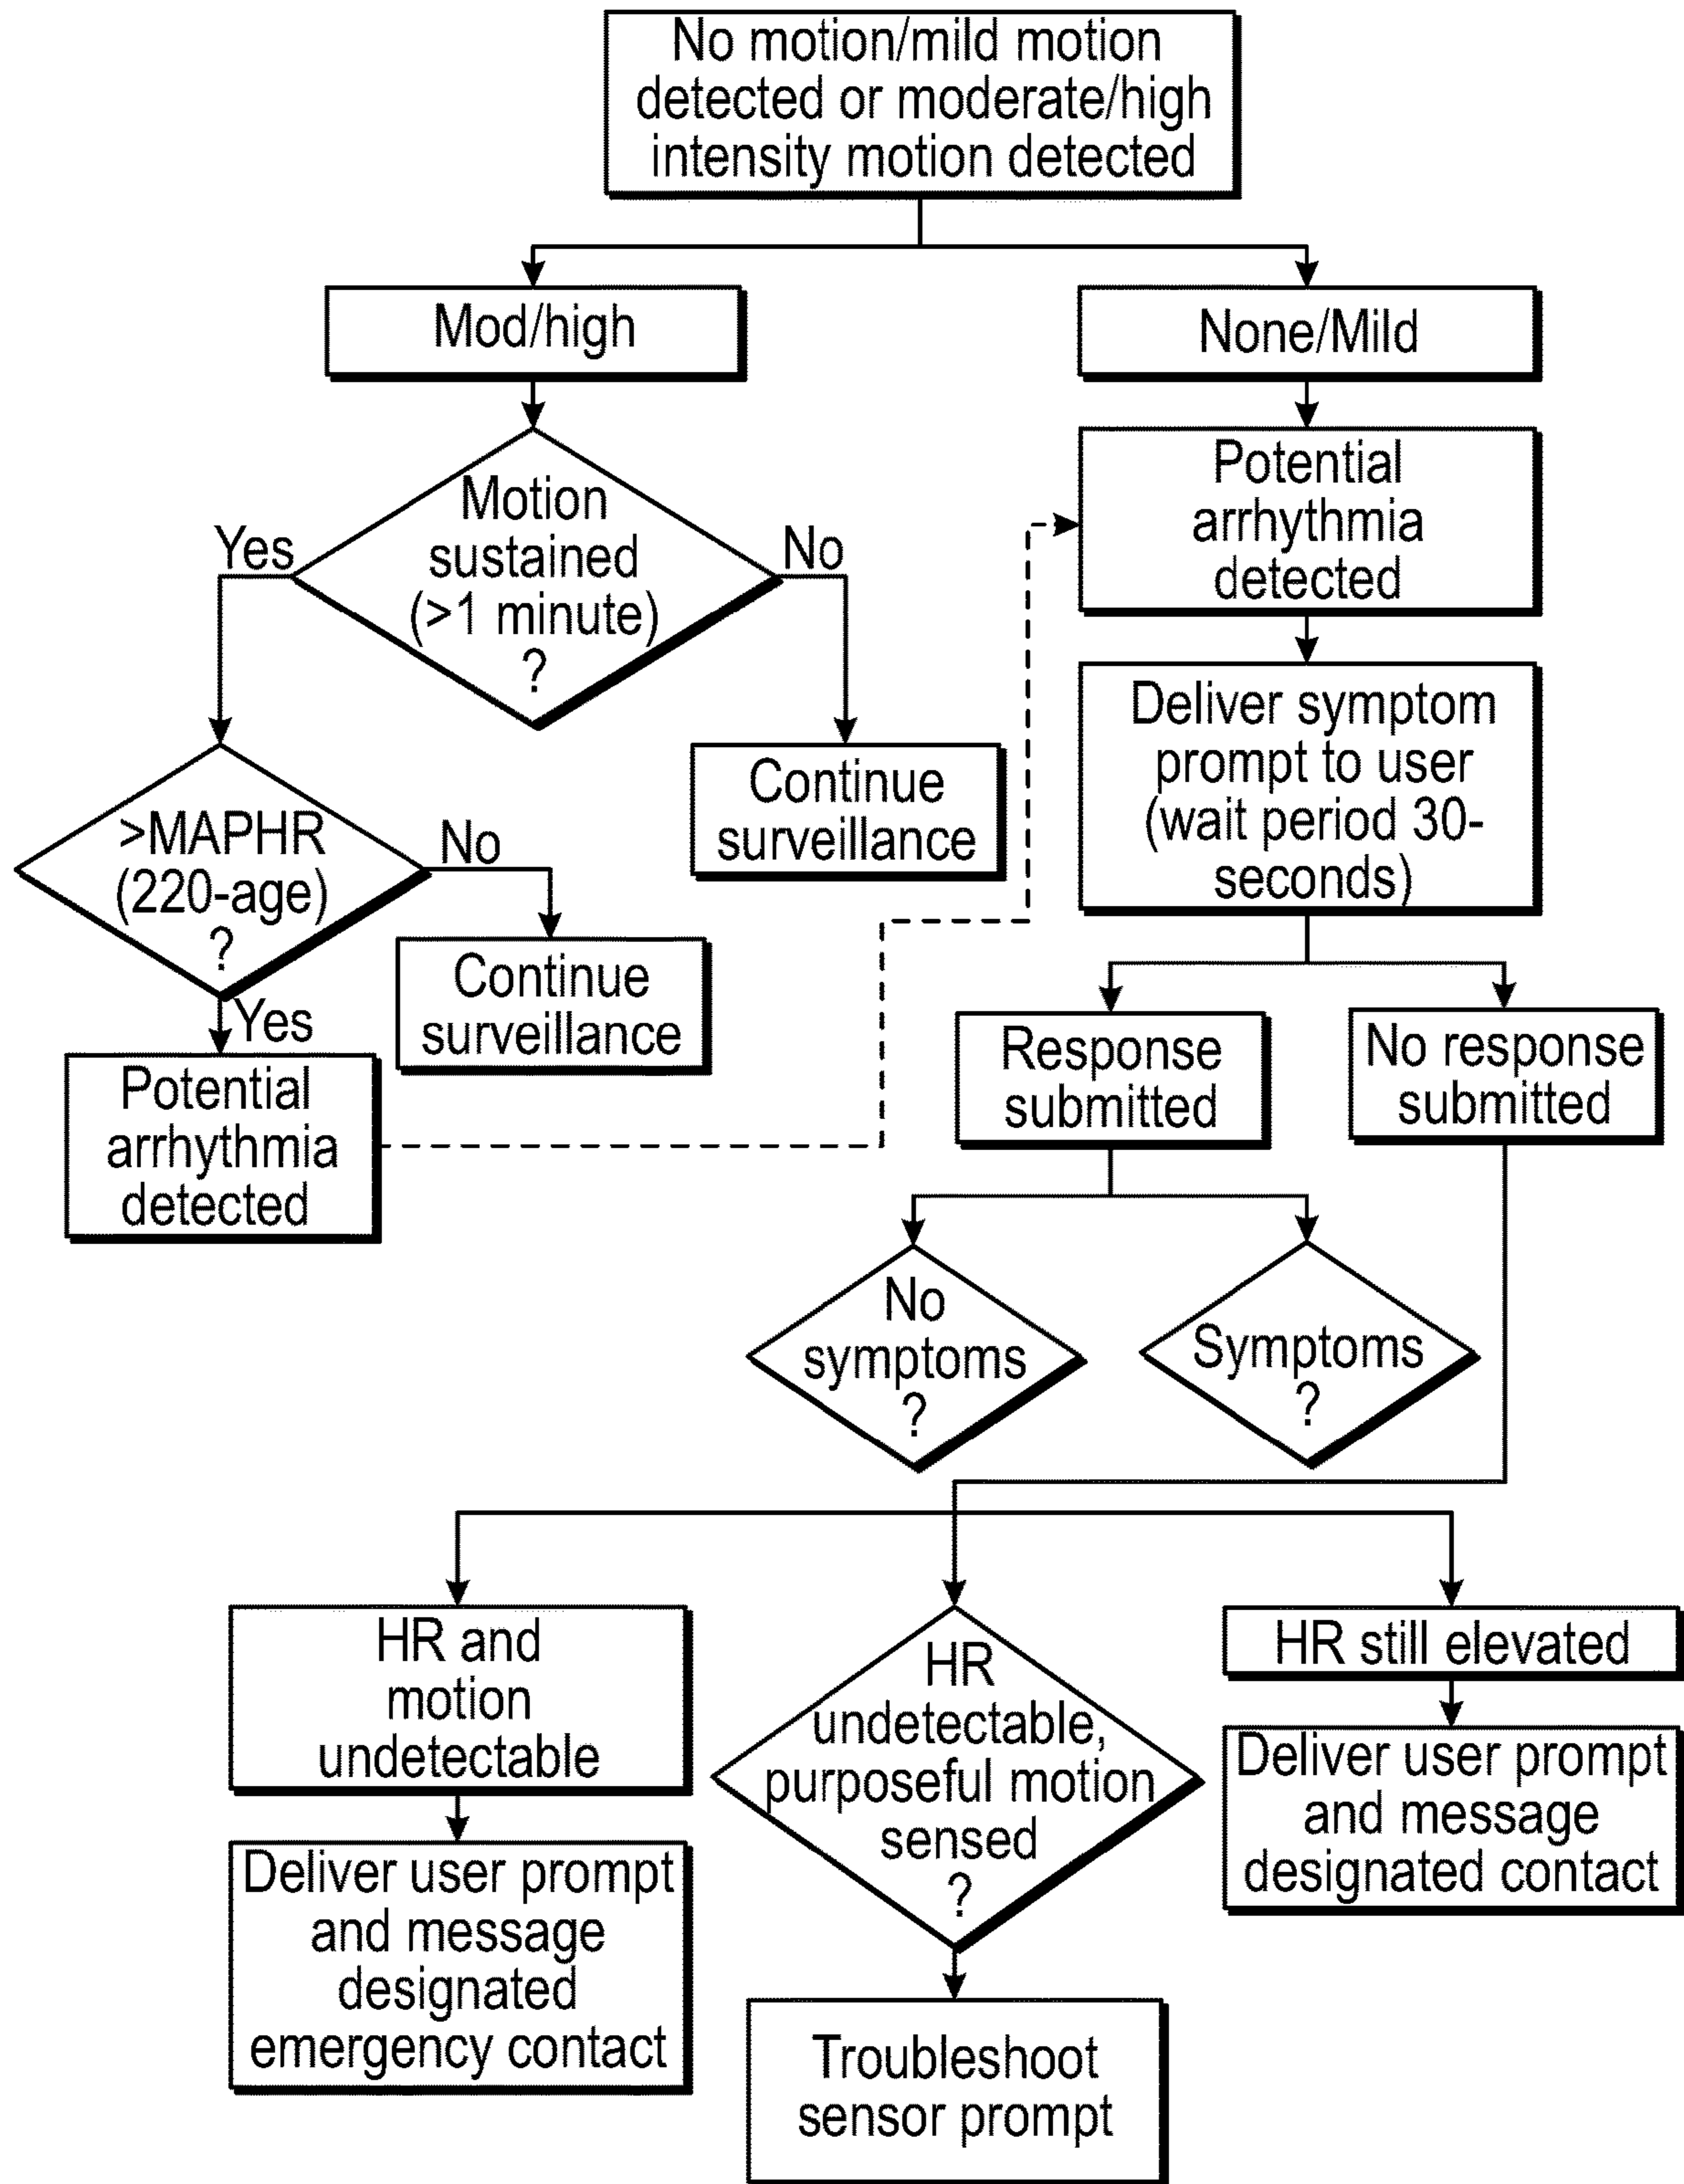 No motion/mild motion
detected or moderate/high
intensity motion detected
Mod/high
None/Mild
Motion
sustained
(>1 minute)
?
Yes
No
Potential
arrhythmia
detected
Continue
surveillance
Deliver symptom
prompt to user
(wait period 30-
seconds)
>MAPHR
(220-age)
?
No
Yes
Continue
surveillance
Potential
arrhythmia
detected
Response
submitted
No response
submitted
No
symptoms
?
Symptoms
?
HR and
motion
undetectable
Deliver user prompt
and message
designated
emergency contact
HR
undetectable,
purposeful motion
sensed
?
Troubleshoot
sensor prompt
HR still elevated
Deliver user prompt
and message
designated contact